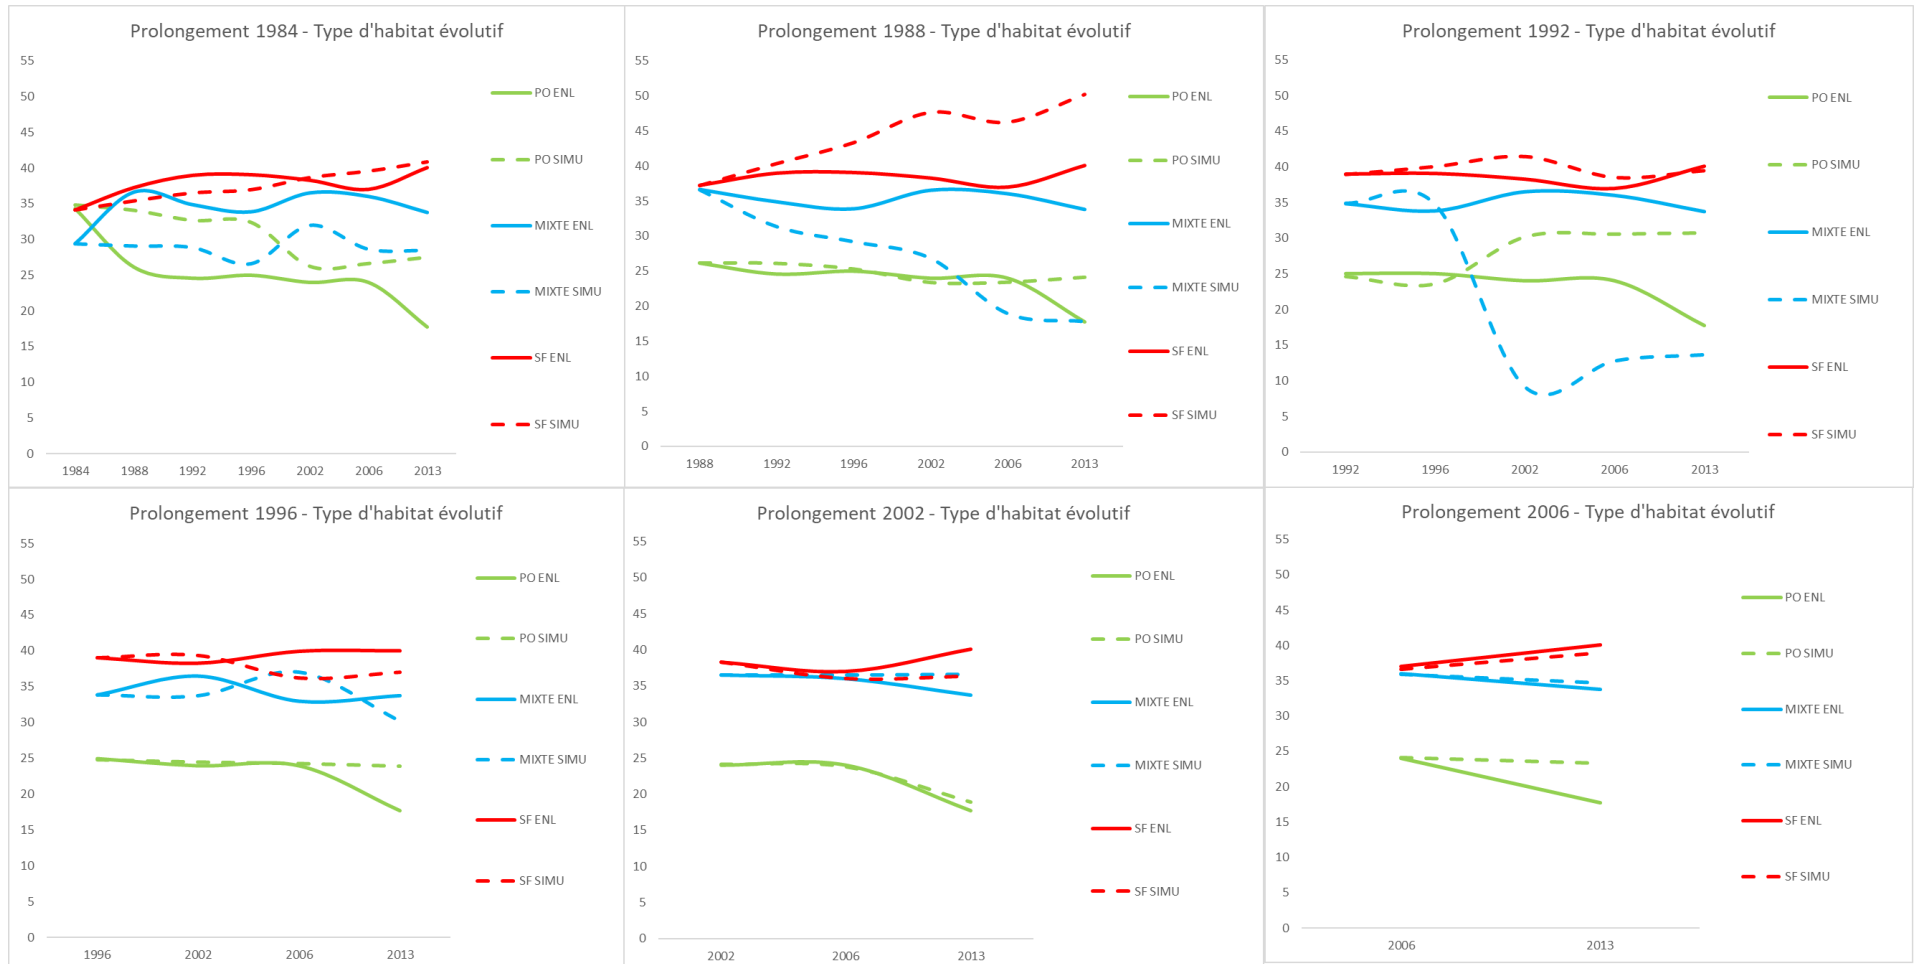 Prolongement 1984 - Type d'habitat évolutif
55
50
45
40
35
30
25
20
15
10
5
0
1984 1988 1992 1996 2002 2006 2013
PO ENL
PO SIMU
MIXTE ENL
MIXTE SIMU
SF ENL
SF SIMU
Prolongement 1988 - Type d'habitat évolutif
55
50
45
40
35
30
25
20
15
10
5
0
1988 1992 1996 2002 2006 2013
PO ENL
PO SIMU
MIXTE ENL
MIXTE SIMU
SF ENL
SF SIMU
Prolongement 1992 - Type d'habitat évolutif
55
50
45
40
35
30
25
20
15
10
5
0
1992 1996 2002 2006 2013
PO ENL
PO SIMU
MIXTE ENL
MIXTE SIMU
SF ENL
SF SIMU
Prolongement 1996 - Type d'habitat évolutif
55
50
45
40
35
30
25
20
15
10
5
0
1996 2002 2006 2013
PO ENL
PO SIMU
MIXTE ENL
MIXTE SIMU
SF ENL
SF SIMU
Prolongement 2002 - Type d'habitat évolutif
55
50
45
40
35
30
25
20
15
10
5
0
2002 2006 2013
PO ENL
PO SIMU
MIXTE ENL
MIXTE SIMU
SF ENL
SF SIMU
Prolongement 2006 - Type d'habitat évolutif
55
50
45
40
35
30
25
20
15
10
5
0
2006 2013
PO ENL
PO SIMU
MIXTE ENL
MIXTE SIMU
SF ENL
SF SIMU